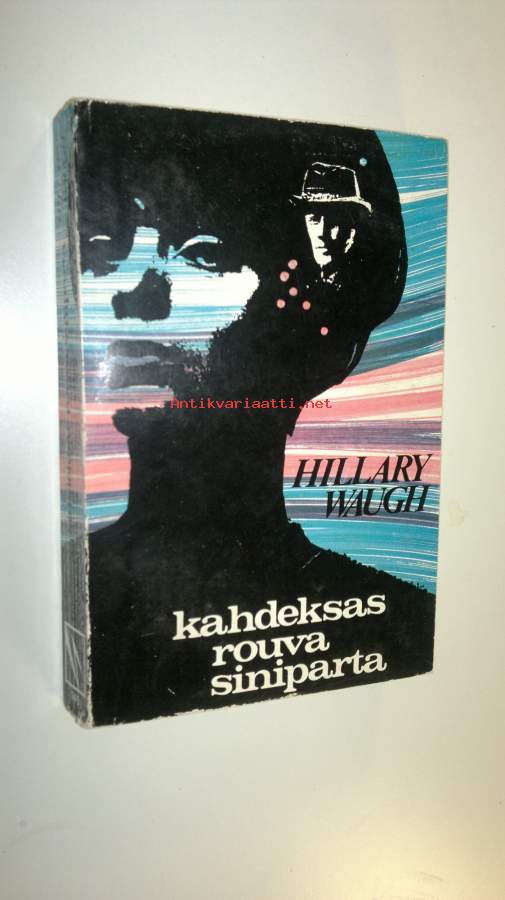 Antikvariaatti.net
HILLARY
WAUGH
kahdeksas
rouva
siniparta